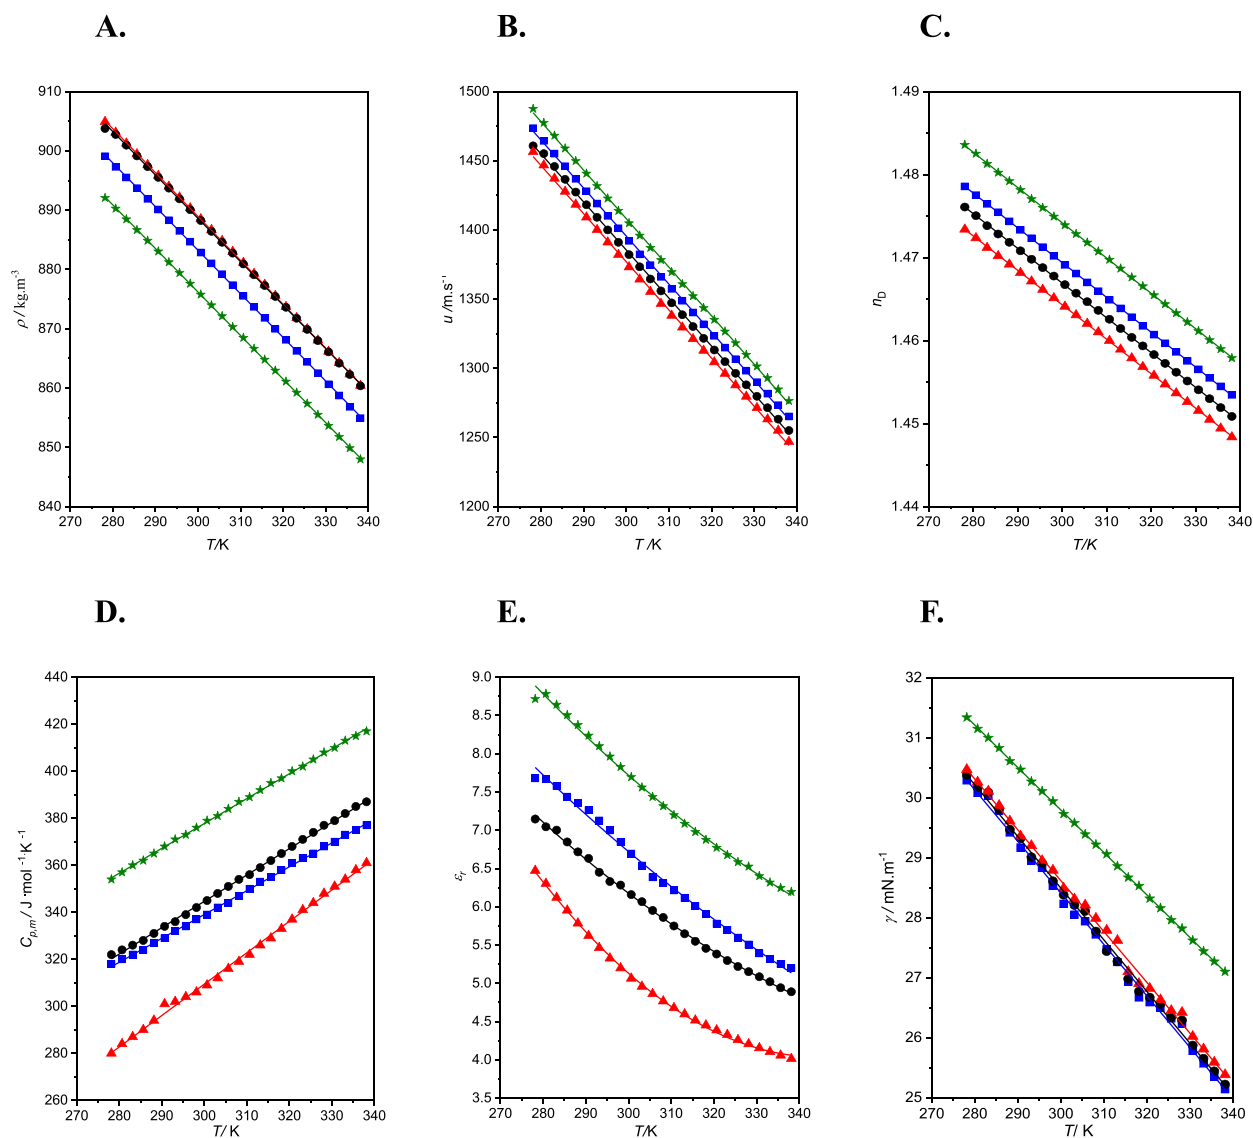 A.
B.
C.
910
900
890
880
870
860
850
840
ρ / kg.m⁻³
270 280 290 300 310 320 330 340
T/K
1500
1450
1400
1350
1300
1250
1200
u /m.s⁻¹
270 280 290 300 310 320 330 340
T /K
1.49
1.48
1.47
1.46
1.45
1.44
n_D
270 280 290 300 310 320 330 340
T/K
D.
E.
F.
440
420
400
380
360
340
320
300
280
260
C_p,m / J ·mol⁻¹·K⁻¹
270 280 290 300 310 320 330 340
T/ K
9.0
8.5
8.0
7.5
7.0
6.5
6.0
5.5
5.0
4.5
4.0
3.5
ε_r
270 280 290 300 310 320 330 340
T/K
32
31
30
29
28
27
26
25
γ / mN.m⁻¹
270 280 290 300 310 320 330 340
T/ K